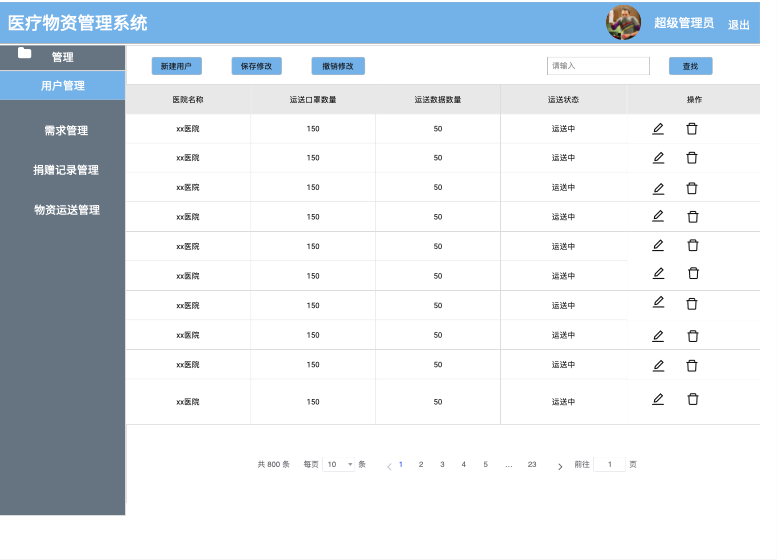 医疗物资管理系统
超级管理员 退出
管理
用户管理
需求管理
捐赠记录管理
物资运送管理
新建用户 保存修改 撤销修改 请输入 查找
医院名称 运送口罩数量 运送数据数量 运送状态 操作
xx医院 150 50 运送中
xx医院 150 50 运送中
xx医院 150 50 运送中
xx医院 150 50 运送中
xx医院 150 50 运送中
xx医院 150 50 运送中
xx医院 150 50 运送中
xx医院 150 50 运送中
xx医院 150 50 运送中
xx医院 150 50 运送中
共 800 条 每页 10 条 1 2 3 4 5 ... 23 前往 1 页